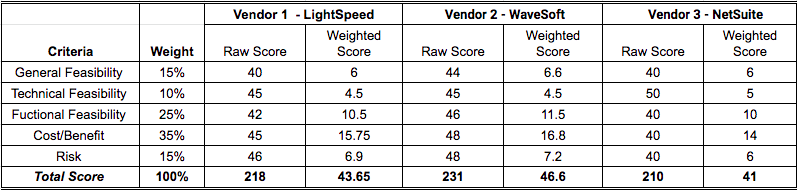 Vendor 1 - LightSpeed Vendor 2 - WaveSoft Vendor 3 - NetSuite
Criteria Weight Raw Score Weighted Score Raw Score Weighted Score Raw Score Weighted Score
General Feasibility 15% 40 6 44 6.6 40 6
Technical Feasibility 10% 45 4.5 45 4.5 50 5
Fuctional Feasibility 25% 42 10.5 46 11.5 40 10
Cost/Benefit 35% 45 15.75 48 16.8 40 14
Risk 15% 46 6.9 48 7.2 40 6
Total Score 100% 218 43.65 231 46.6 210 41